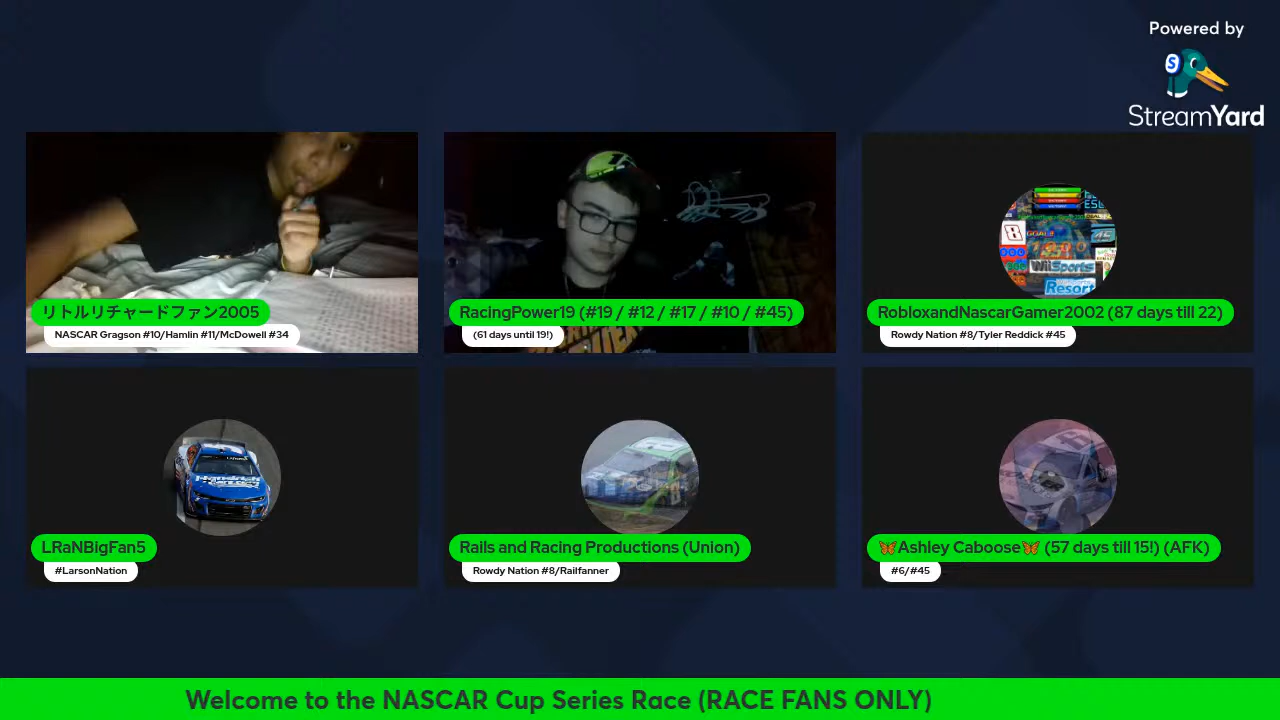 Powered by
S
StreamYard
リトルリチャードファン2005
NASCAR Gragson #10/Hamlin #11/McDowell #34
RacingPower19 (#19 / #12 / #17 / #10 / #45)
(61 days until 19!)
8
WilSports
Resort
RobloxandNascarGamer2002 (87 days till 22)
Rowdy Nation #8/Tyler Reddick #45
LRaNBigFan5
#LarsonNation
Rails and Racing Productions (Union)
Rowdy Nation #8/Railfanner
🦋Ashley Caboose🦋 (57 days till 15!) (AFK)
#6/#45
Welcome to the NASCAR Cup Series Race (RACE FANS ONLY)